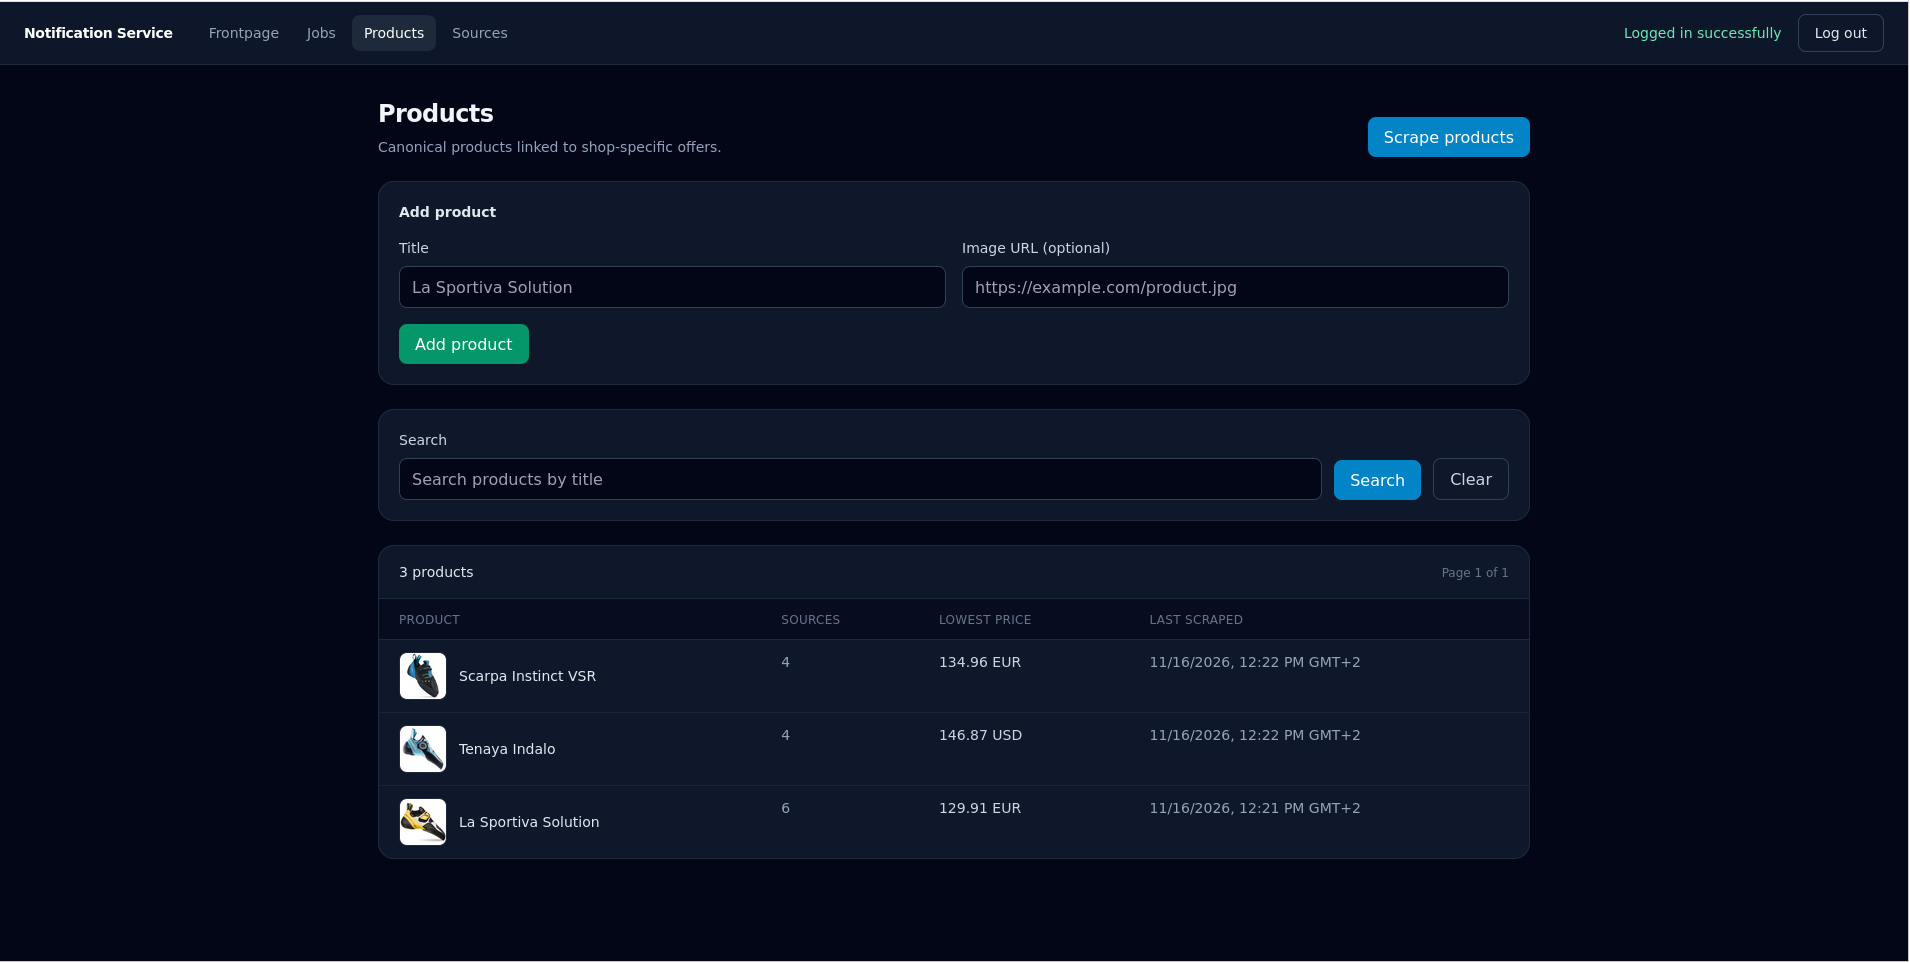 Notification Service Frontpage Jobs Products Sources Logged in successfully Log out
Products
Canonical products linked to shop-specific offers.
Scrape products
Add product
Title Image URL (optional)
La Sportiva Solution https://example.com/product.jpg
Add product
Search
Search products by title Search Clear
3 products Page 1 of 1
PRODUCT SOURCES LOWEST PRICE LAST SCRAPED
Scarpa Instinct VSR 4 134.96 EUR 11/16/2026, 12:22 PM GMT+2
Tenaya Indalo 4 146.87 USD 11/16/2026, 12:22 PM GMT+2
La Sportiva Solution 6 129.91 EUR 11/16/2026, 12:21 PM GMT+2